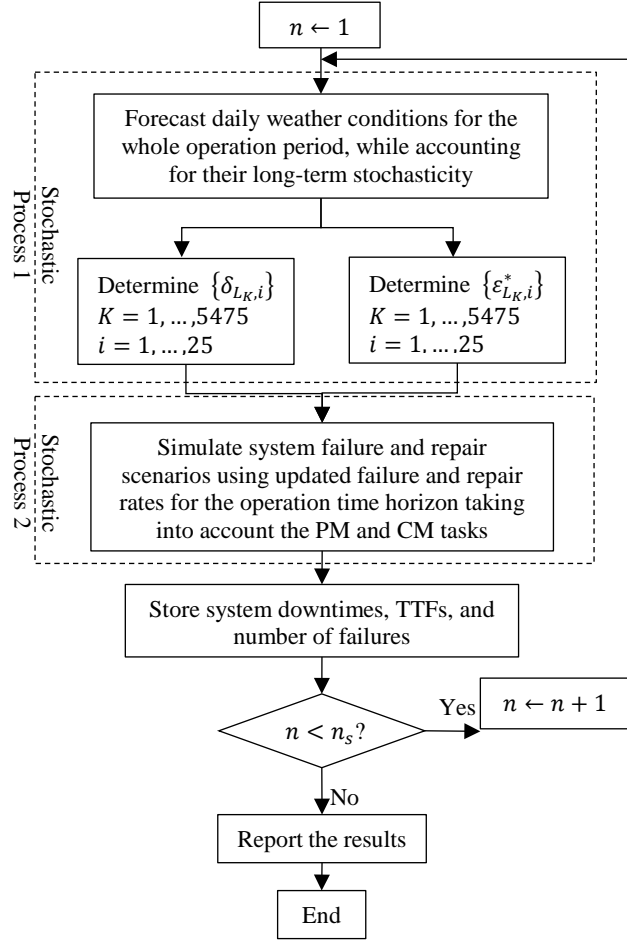 n ← 1
Forecast daily weather conditions for the
whole operation period, while accounting
for their long-term stochasticity
Stochastic
Process 1
Determine {δ_{L_K,i}}
K = 1, …,5475
i = 1, …,25
Determine {ε*_{L_K,i}}
K = 1, …,5475
i = 1, …,25
Stochastic
Process 2
Simulate system failure and repair
scenarios using updated failure and repair
rates for the operation time horizon taking
into account the PM and CM tasks
Store system downtimes, TTFs, and
number of failures
n < n_s?
Yes
n ← n + 1
No
Report the results
End